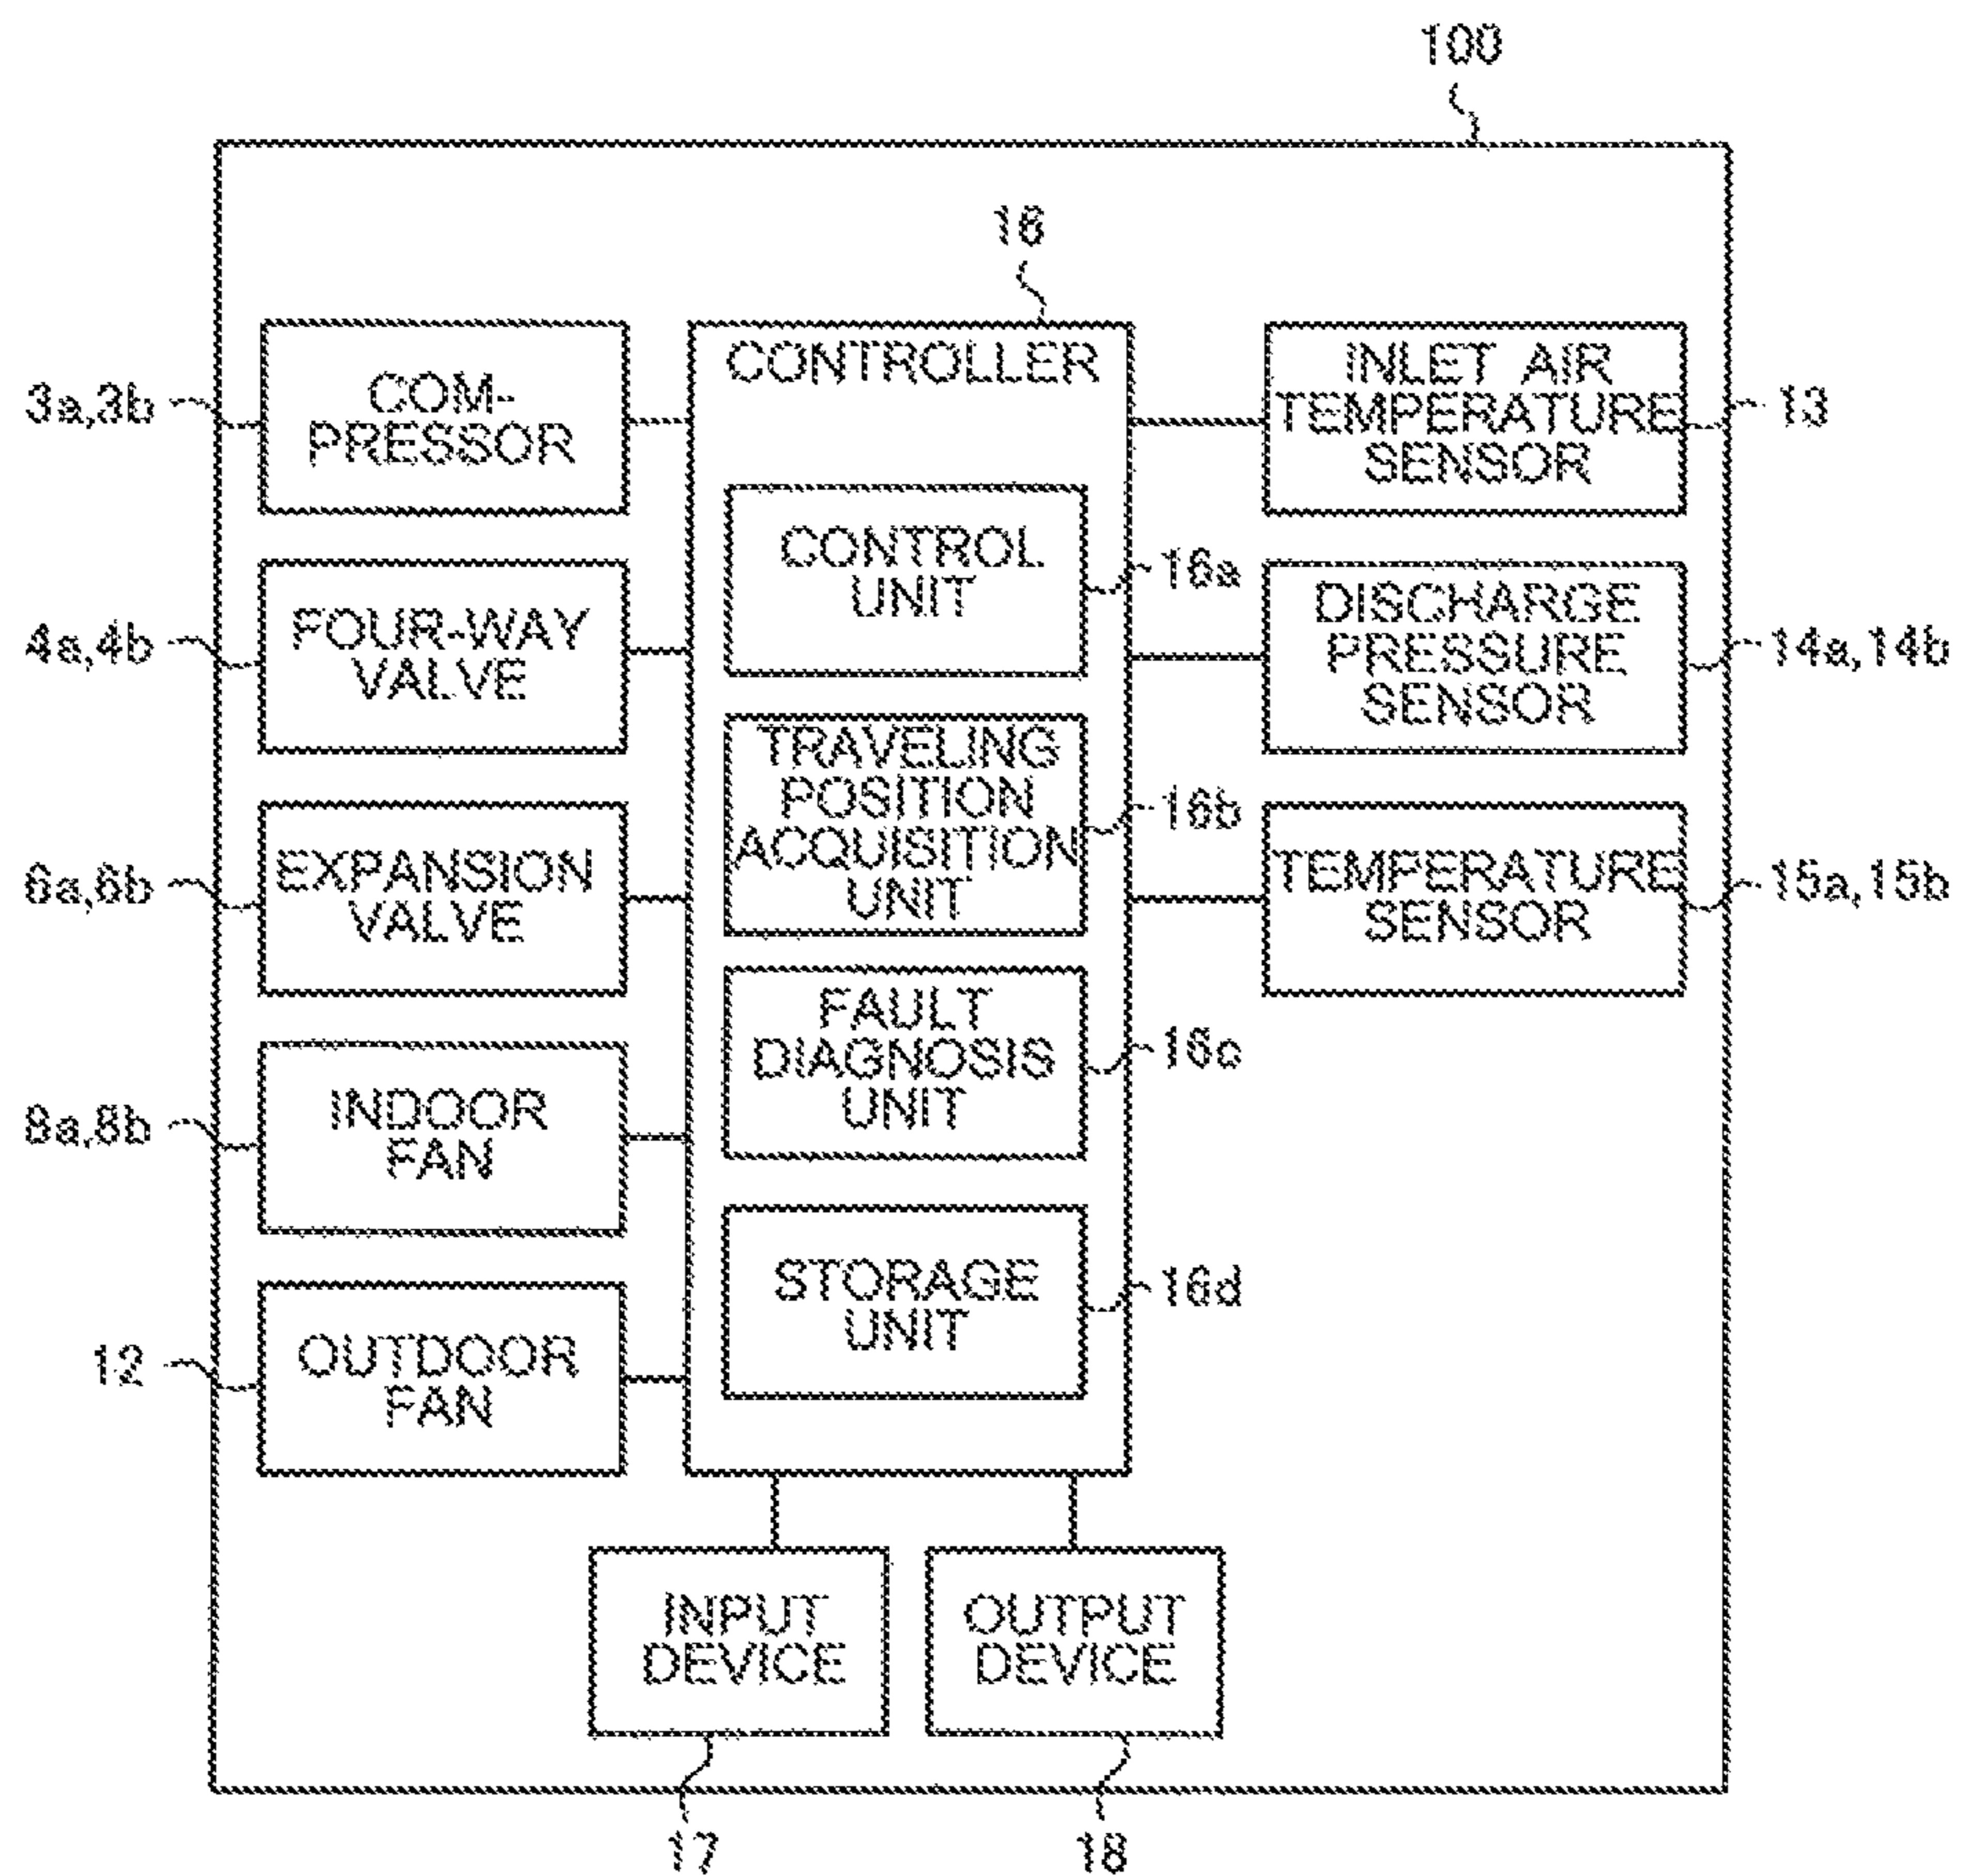 100
16
3a,3b
COM-
PRESSOR
4a,4b
FOUR-WAY
VALVE
6a,6b
EXPANSION
VALVE
8a,8b
INDOOR
FAN
12
OUTDOOR
FAN
CONTROLLER
CONTROL
UNIT
16a
TRAVELING
POSITION
ACQUISITION
UNIT
16b
FAULT
DIAGNOSIS
UNIT
16c
STORAGE
UNIT
16d
INLET AIR
TEMPERATURE
SENSOR
13
DISCHARGE
PRESSURE
SENSOR
14a,14b
TEMPERATURE
SENSOR
15a,15b
INPUT
DEVICE
17
OUTPUT
DEVICE
18